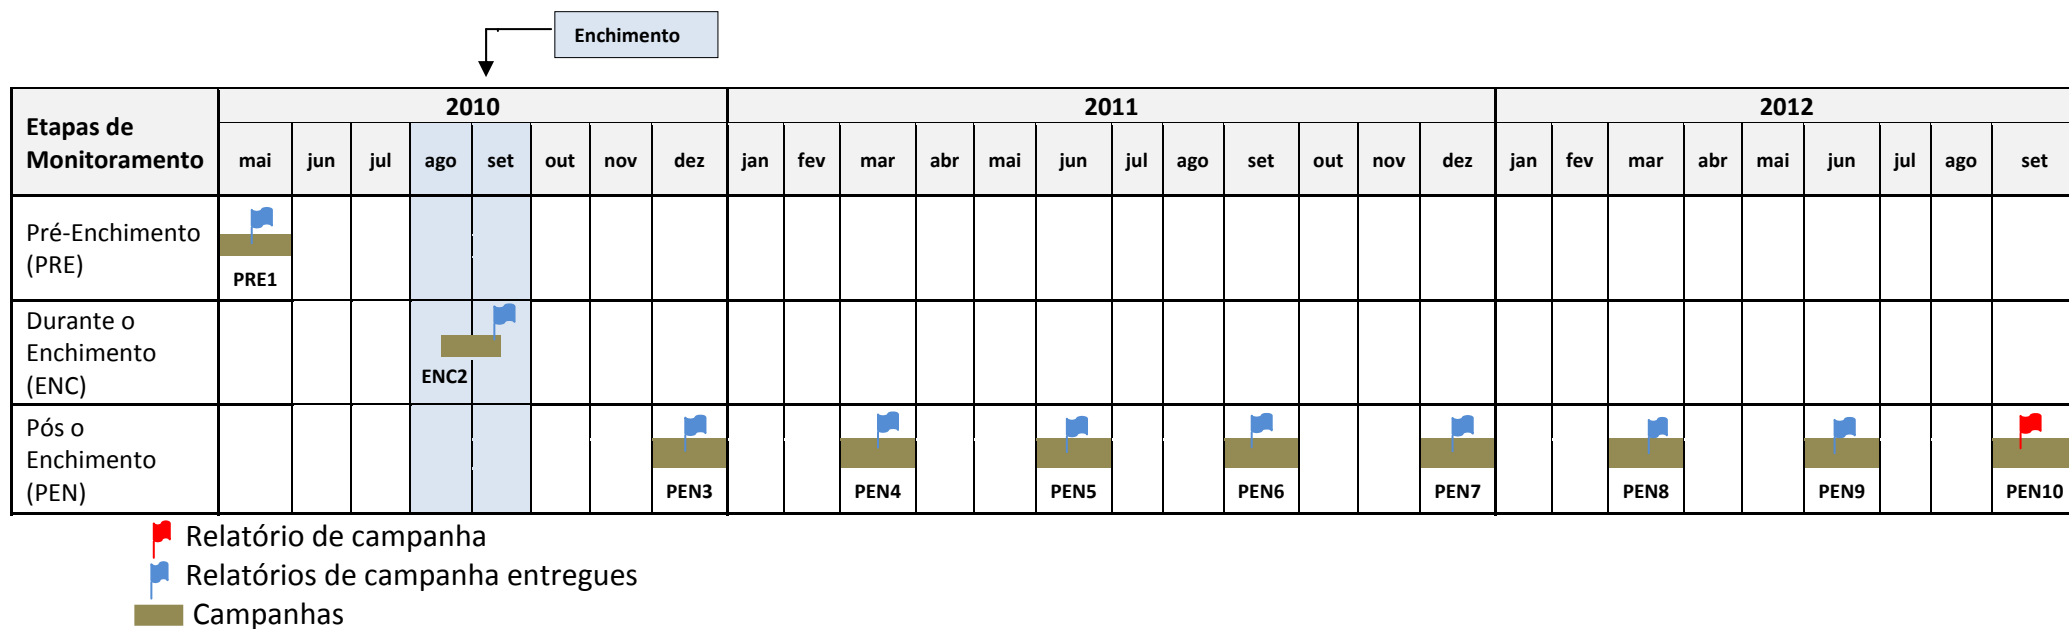 Enchimento
Etapas de
Monitoramento
2010 2011 2012
mai jun jul ago set out nov dez jan fev mar abr mai jun jul ago set out nov dez jan fev mar abr mai jun jul ago set
Pré-Enchimento
(PRE)
PRE1
Durante o
Enchimento
(ENC)
ENC2
Pós o
Enchimento
(PEN)
PEN3 PEN4 PEN5 PEN6 PEN7 PEN8 PEN9 PEN10
Relatório de campanha
Relatórios de campanha entregues
Campanhas